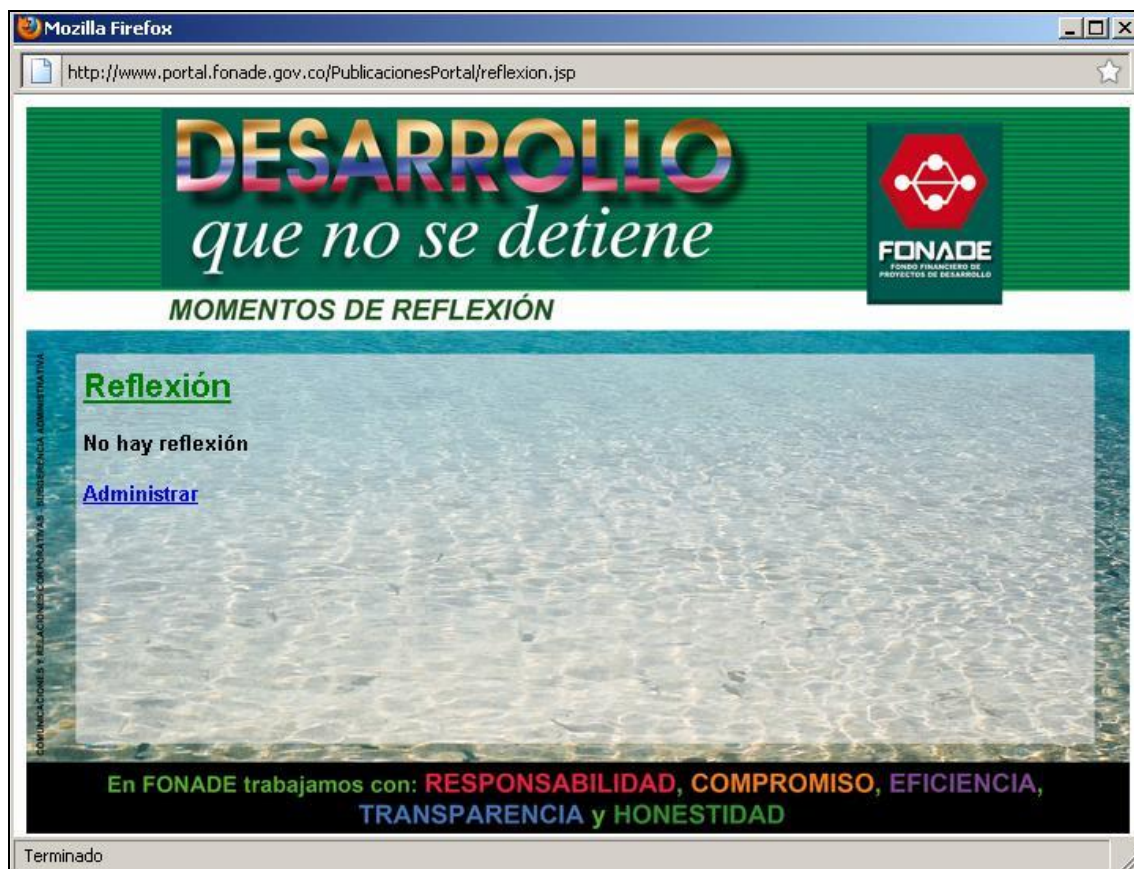 Mozilla Firefox
http://www.portal.fonade.gov.co/PublicacionesPortal/reflexion.jsp
DESARROLLO
que no se detiene
FONADE
FONDO FINANCIERO DE
PROYECTOS DE DESARROLLO
MOMENTOS DE REFLEXIÓN
COMUNICACIONES Y RELACIONES CORPORATIVAS - SUBGERENCIA ADMINISTRATIVA
Reflexión
No hay reflexión
Administrar
En FONADE trabajamos con: RESPONSABILIDAD, COMPROMISO, EFICIENCIA,
TRANSPARENCIA y HONESTIDAD
Terminado